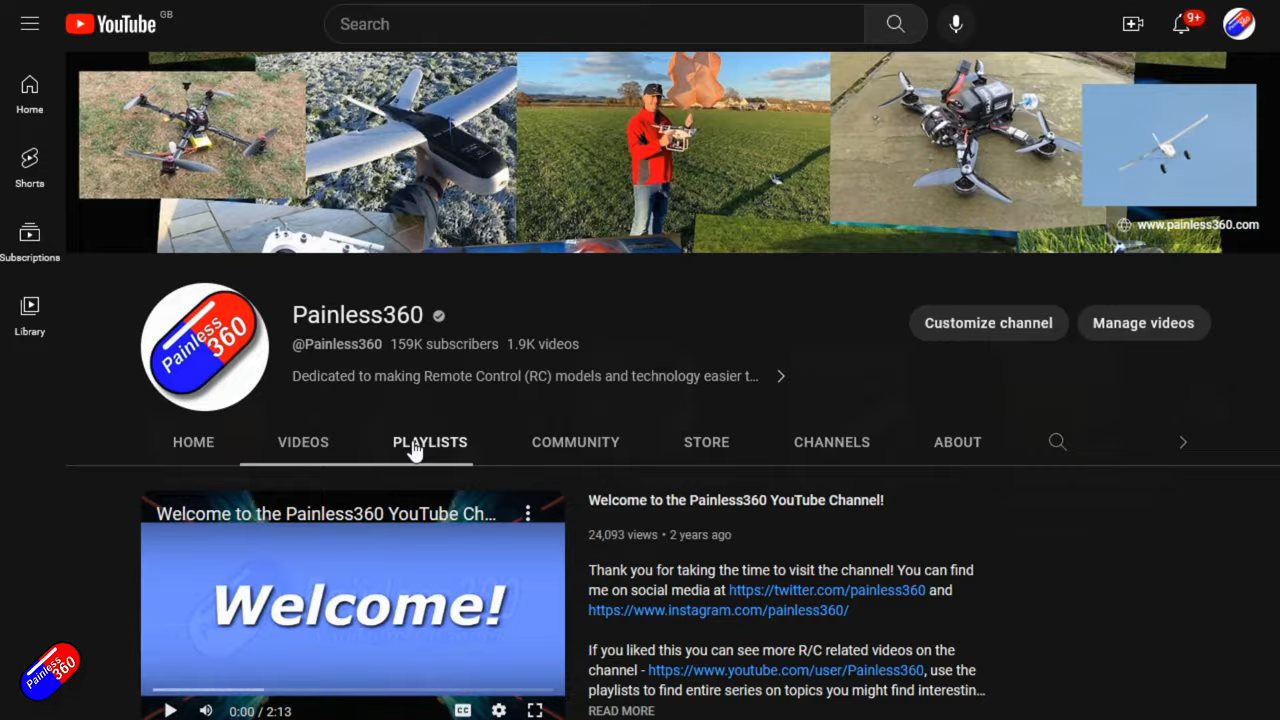 YouTube GB
Search
9+
Home
Shorts
Subscriptions
Library
www.painless360.com
Painless360
Painless360
@Painless360 159K subscribers 1.9K videos
Dedicated to making Remote Control (RC) models and technology easier t...
Customize channel
Manage videos
HOME VIDEOS PLAYLISTS COMMUNITY STORE CHANNELS ABOUT
Welcome to the Painless360 YouTube Ch...
Welcome!
0:00 / 2:13
CC
Welcome to the Painless360 YouTube Channel!
24,093 views • 2 years ago
Thank you for taking the time to visit the channel! You can find
me on social media at https://twitter.com/painless360 and
https://www.instagram.com/painless360/
If you liked this you can see more R/C related videos on the
channel - https://www.youtube.com/user/Painless360, use the
playlists to find entire series on topics you might find interestin...
READ MORE
Painless360